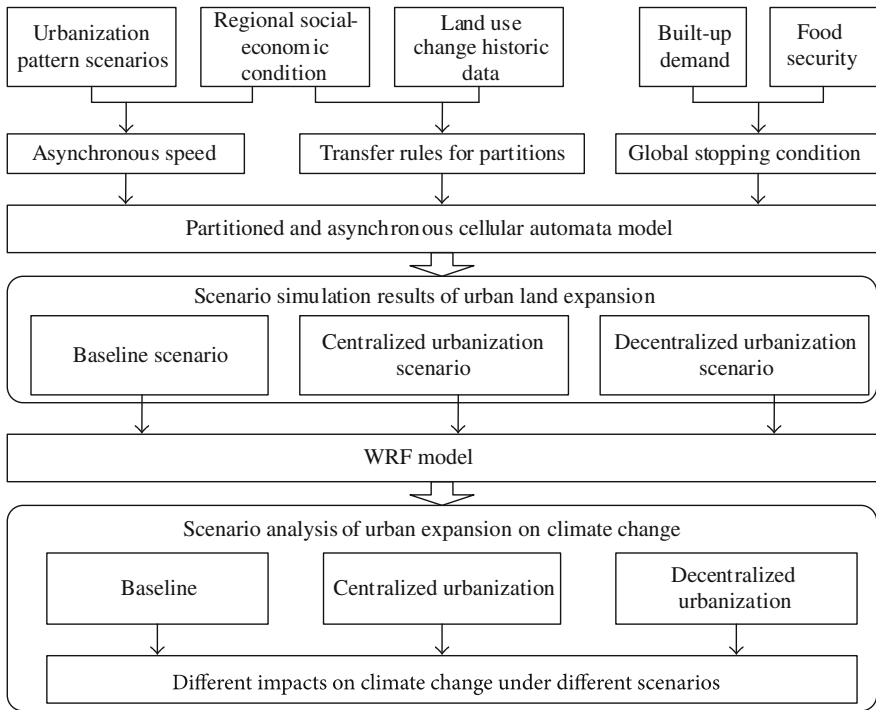 Urbanization
pattern scenarios
Regional social-
economic
condition
Land use
change historic
data
Built-up
demand
Food
security
Asynchronous speed
Transfer rules for partitions
Global stopping condition
Partitioned and asynchronous cellular automata model
Scenario simulation results of urban land expansion
Baseline scenario
Centralized urbanization
scenario
Decentralized urbanization
scenario
WRF model
Scenario analysis of urban expansion on climate change
Baseline
Centralized urbanization
Decentralized
urbanization
Different impacts on climate change under different scenarios